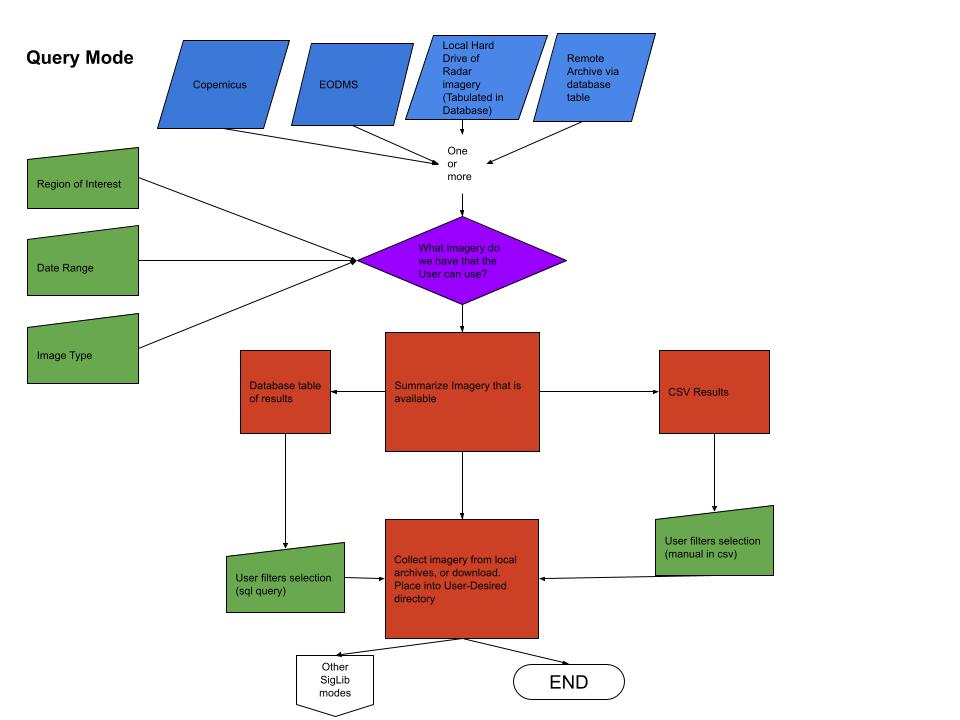 Query Mode
Copernicus
EODMS
Local Hard
Drive of
Radar
imagery
(Tabulated in
Database)
Remote
Archive via
database
table
One
or
more
Region of Interest
Date Range
Image Type
What imagery do
we have that the
User can use?
Database table
of results
Summarize Imagery that is
available
CSV Results
User filters selection
(sql query)
Collect imagery from local
archives, or download.
Place into User-Desired
directory
User filters selection
(manual in csv)
Other
SigLib
modes
END